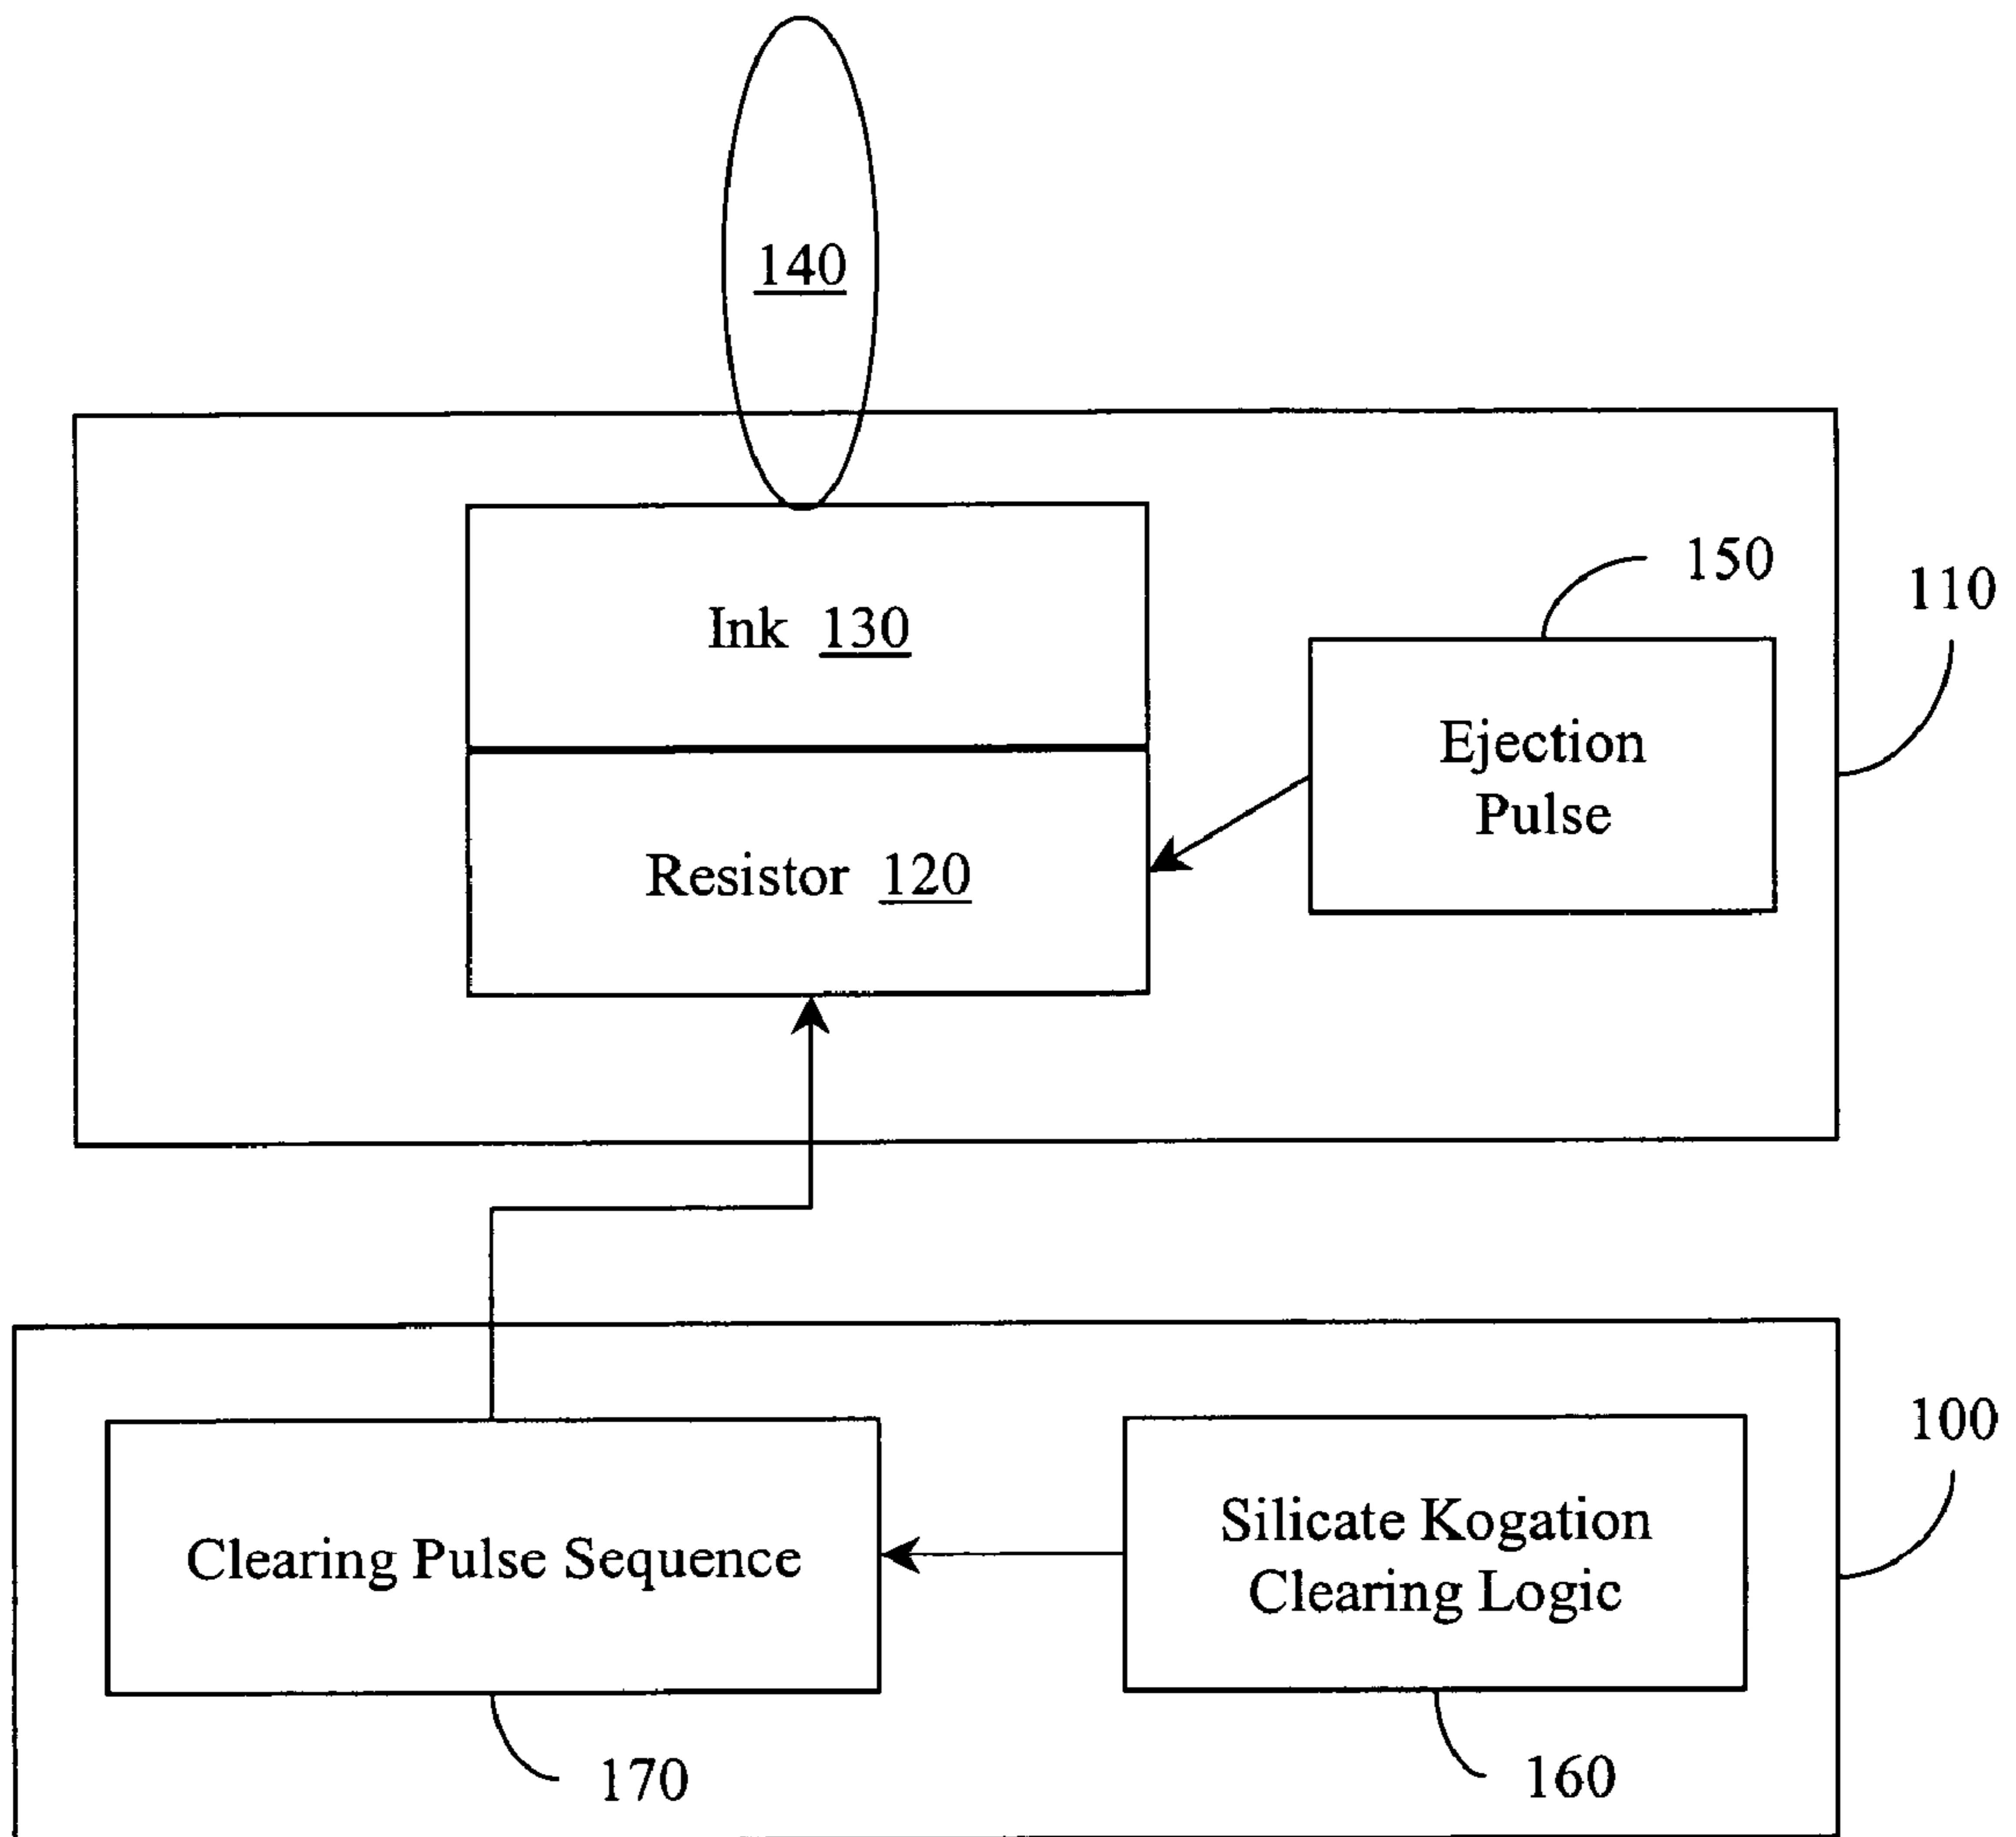 140
150
110
Ink 130
Ejection
Pulse
Resistor 120
100
Silicate Kogation
Clearing Logic
Clearing Pulse Sequence
170
160